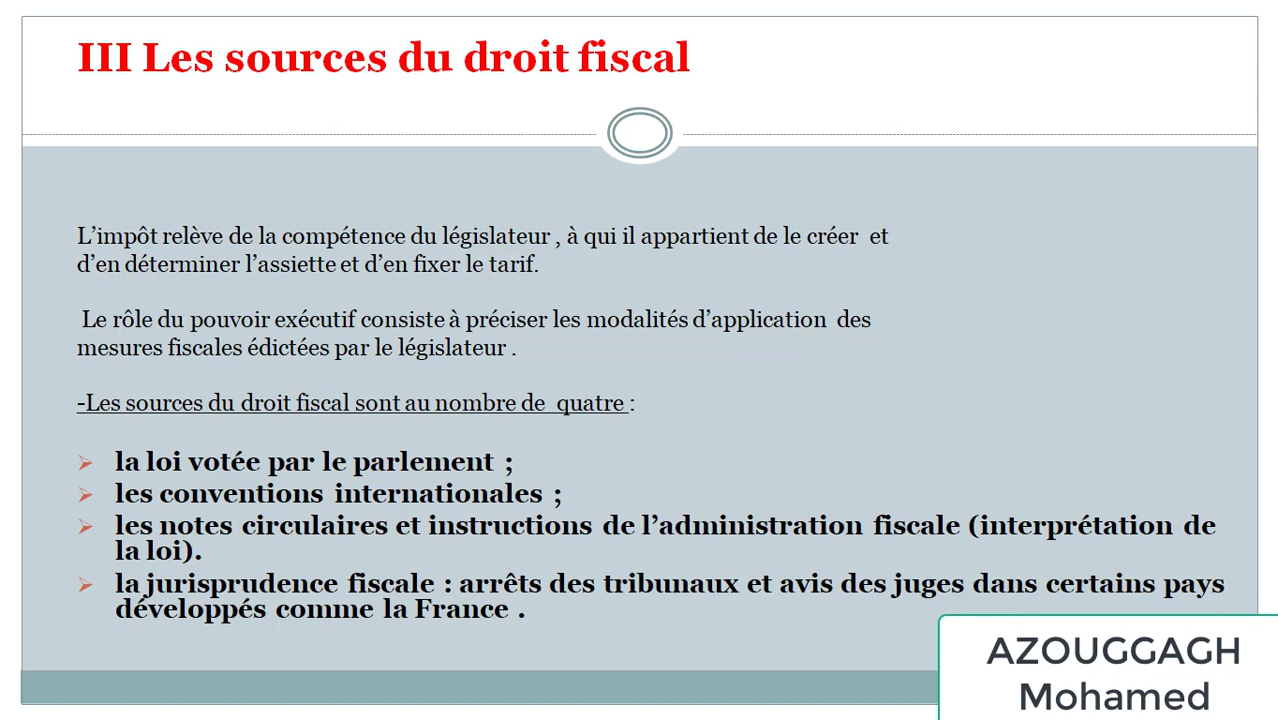 III Les sources du droit fiscal
L’impôt relève de la compétence du législateur , à qui il appartient de le créer et
d’en déterminer l’assiette et d’en fixer le tarif.
Le rôle du pouvoir exécutif consiste à préciser les modalités d’application des
mesures fiscales édictées par le législateur .
-Les sources du droit fiscal sont au nombre de quatre :
la loi votée par le parlement ;
les conventions internationales ;
les notes circulaires et instructions de l’administration fiscale (interprétation de
la loi).
la jurisprudence fiscale : arrêts des tribunaux et avis des juges dans certains pays
développés comme la France .
AZOUGGAGH
Mohamed